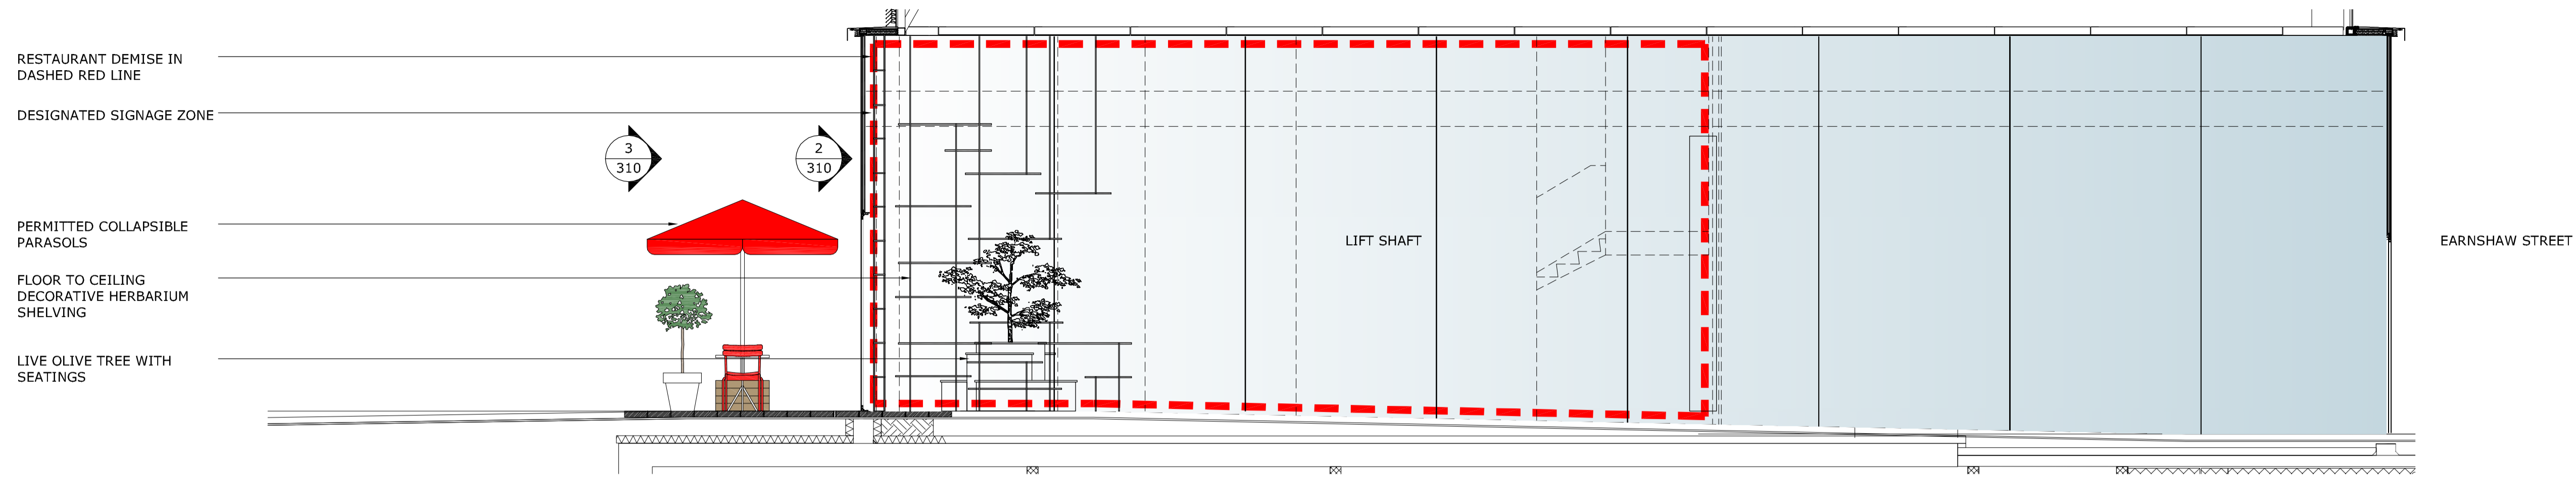 RESTAURANT DEMISE IN
DASHED RED LINE
DESIGNATED SIGNAGE ZONE
3
310
2
310
PERMITTED COLLAPSIBLE
PARASOLS
LIFT SHAFT
EARNSHAW STREET
FLOOR TO CEILING
DECORATIVE HERBARIUM
SHELVING
LIVE OLIVE TREE WITH
SEATINGS